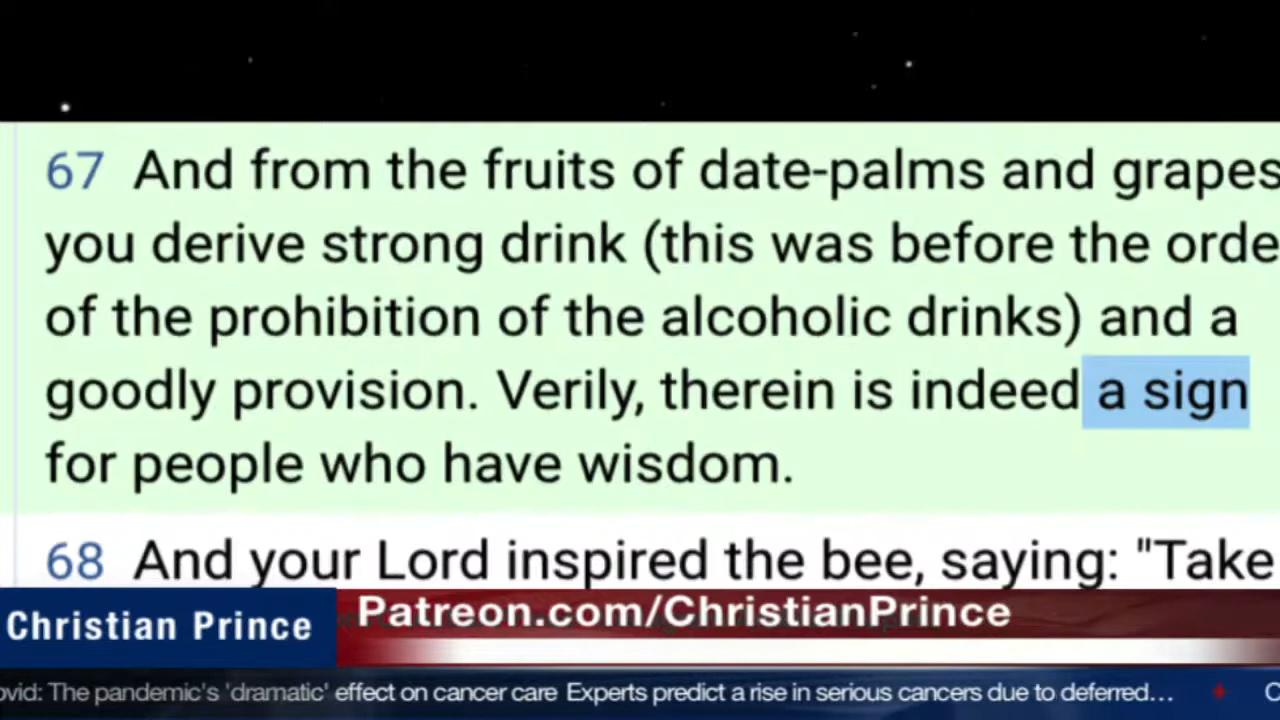 67 And from the fruits of date-palms and grapes
you derive strong drink (this was before the orde
of the prohibition of the alcoholic drinks) and a
goodly provision. Verily, therein is indeed a sign
for people who have wisdom.
68 And your Lord inspired the bee, saying: "Take
Christian Prince
Patreon.com/ChristianPrince
ovid: The pandemic's 'dramatic' effect on cancer care Experts predict a rise in serious cancers due to deferred... C